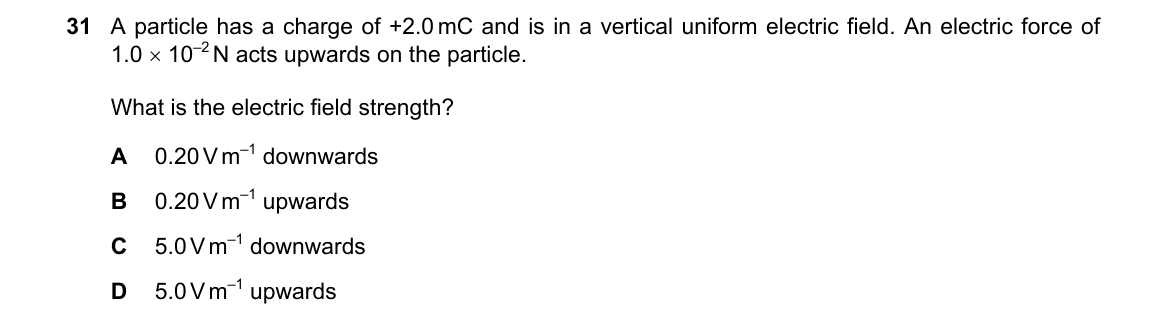 31 A particle has a charge of +2.0 mC and is in a vertical uniform electric field. An electric force of
1.0 × 10⁻² N acts upwards on the particle.
What is the electric field strength?
A 0.20 V m⁻¹ downwards
B 0.20 V m⁻¹ upwards
C 5.0 V m⁻¹ downwards
D 5.0 V m⁻¹ upwards